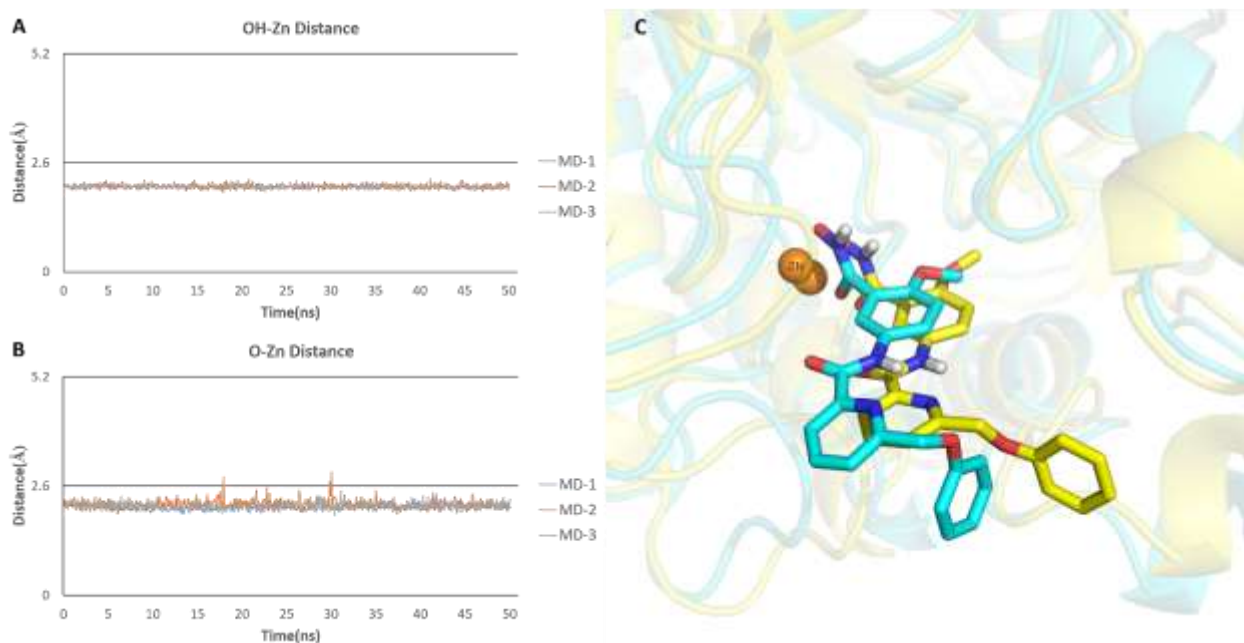 A
OH-Zn Distance
5.2
2.6
0
Distance(Å)
0 5 10 15 20 25 30 35 40 45 50
Time(ns)
MD-1
MD-2
MD-3
B
O-Zn Distance
5.2
2.6
0
Distance(Å)
0 5 10 15 20 25 30 35 40 45 50
Time(ns)
MD-1
MD-2
MD-3
C